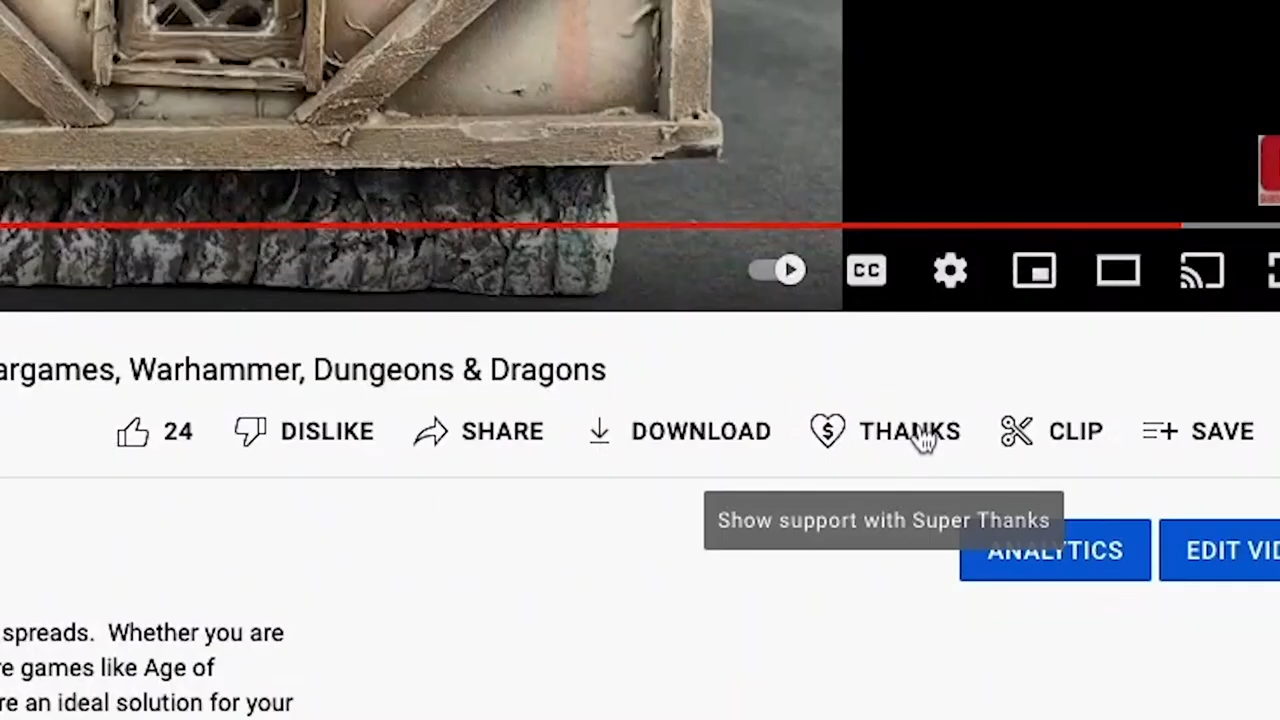 CC
argames, Warhammer, Dungeons & Dragons
24 DISLIKE SHARE DOWNLOAD THANKS CLIP SAVE
Show support with Super Thanks
ANALYTICS EDIT VID
spreads. Whether you are
re games like Age of
re an ideal solution for your